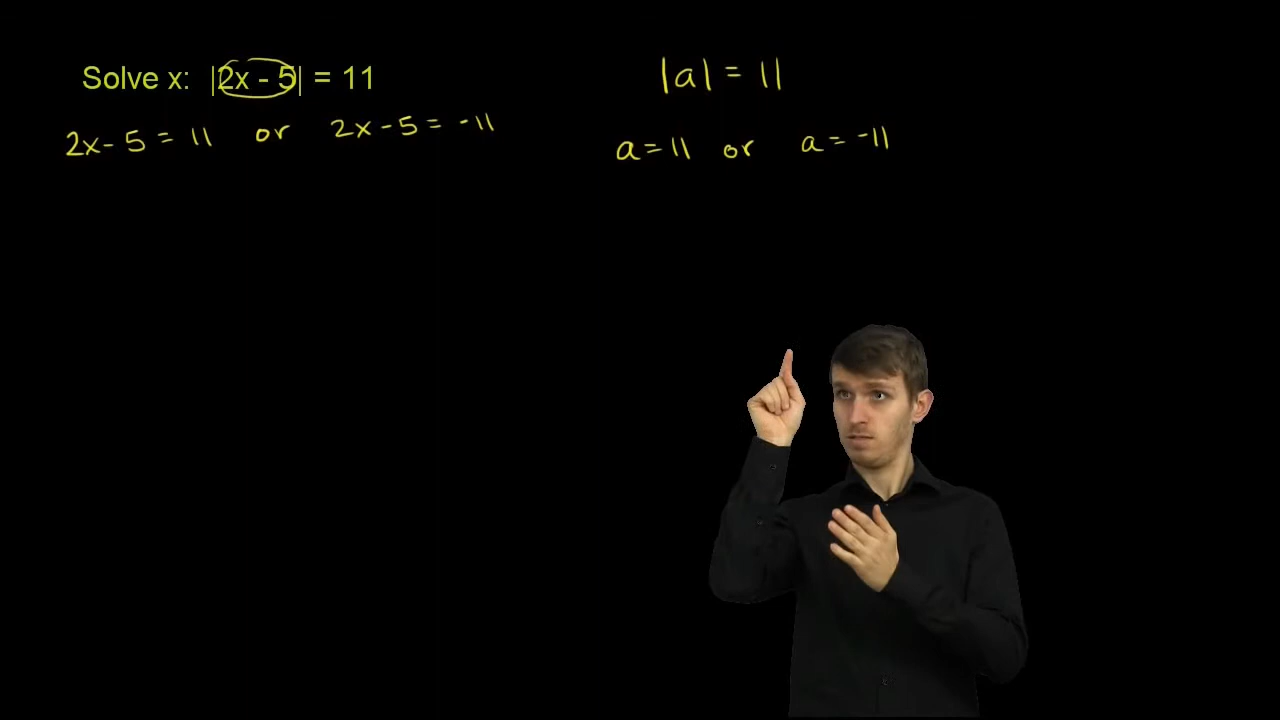 Solve x: |2x - 5| = 11
2x - 5 = 11 or 2x - 5 = -11
|a| = 11
a = 11 or a = -11